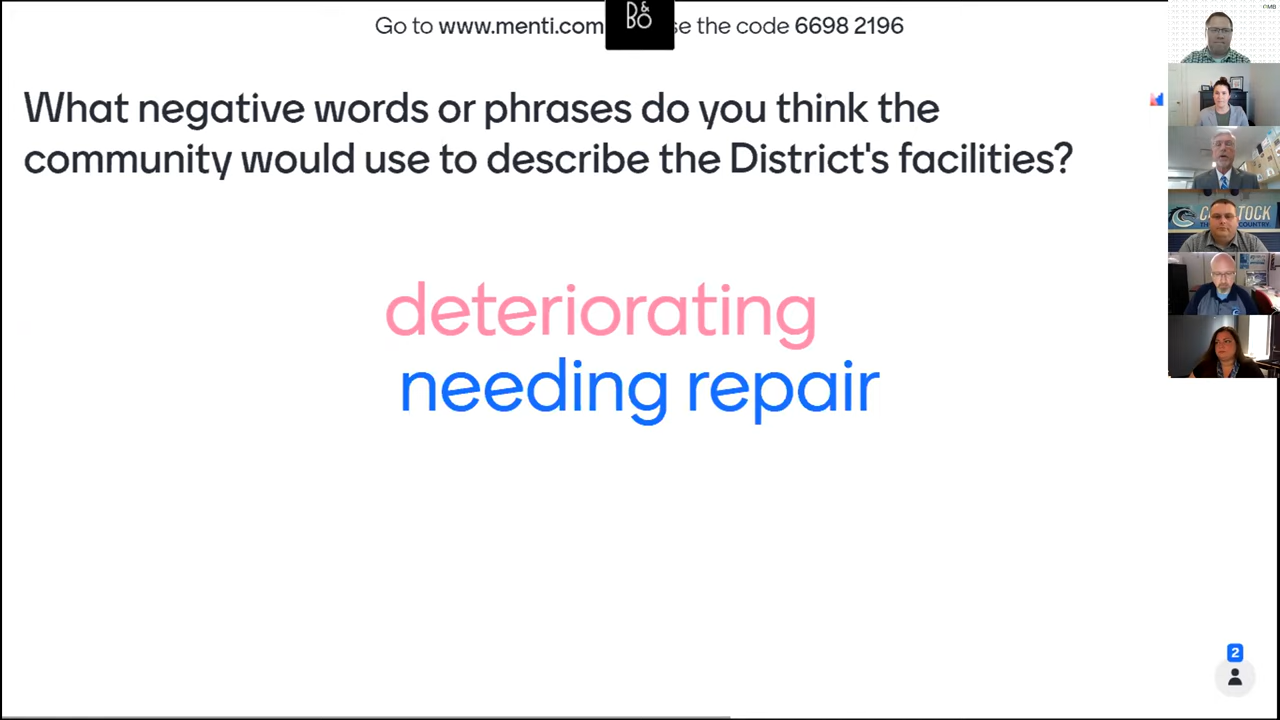 Go to www.menti.com se the code 6698 2196
B&O
What negative words or phrases do you think the
community would use to describe the District's facilities?
deteriorating
needing repair
2